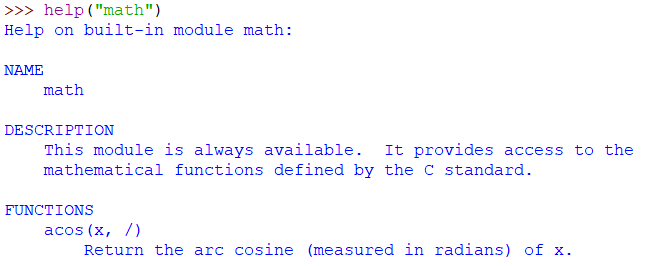 >>> help("math")
Help on built-in module math:
NAME
math
DESCRIPTION
This module is always available.  It provides access to the
mathematical functions defined by the C standard.
FUNCTIONS
acos(x, /)
Return the arc cosine (measured in radians) of x.